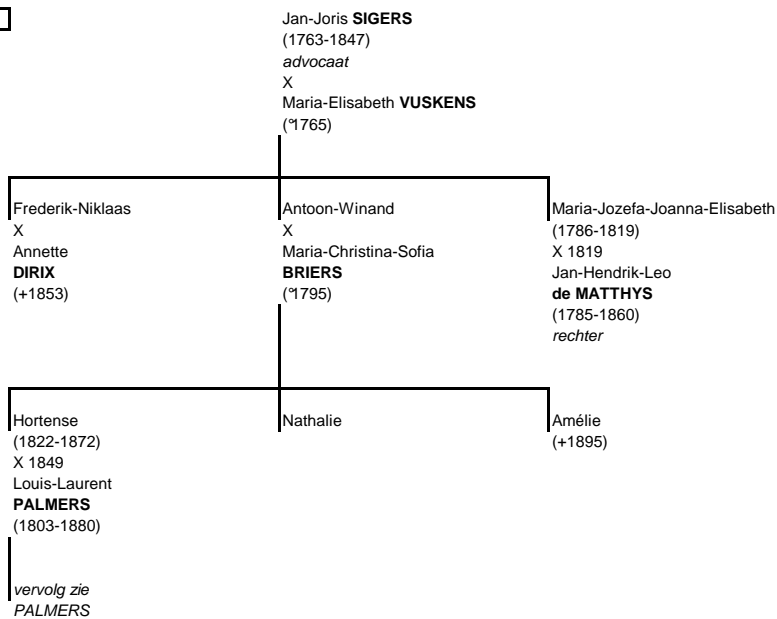 Jan-Joris SIGERS
(1763-1847)
advocaat
X
Maria-Elisabeth VUSKENS
(°1765)
Frederik-Niklaas
X
Annette
DIRIX
(+1853)
Antoon-Winand
X
Maria-Christina-Sofia
BRIERS
(°1795)
Maria-Jozefa-Joanna-Elisabeth
(1786-1819)
X 1819
Jan-Hendrik-Leo
de MATTHYS
(1785-1860)
rechter
Hortense
(1822-1872)
X 1849
Louis-Laurent
PALMERS
(1803-1880)
vervolg zie
PALMERS
Nathalie
Amélie
(+1895)